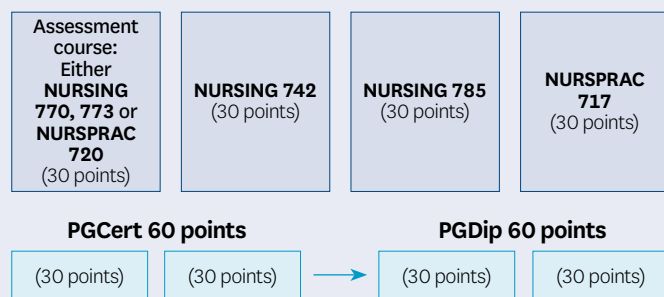 Assessment
course:
Either
NURSING
770, 773 or
NURSPRAC
720
(30 points)
NURSING 742
(30 points)
NURSING 785
(30 points)
NURSPRAC
717
(30 points)
PGCert 60 points
PGDip 60 points
(30 points)
(30 points)
(30 points)
(30 points)